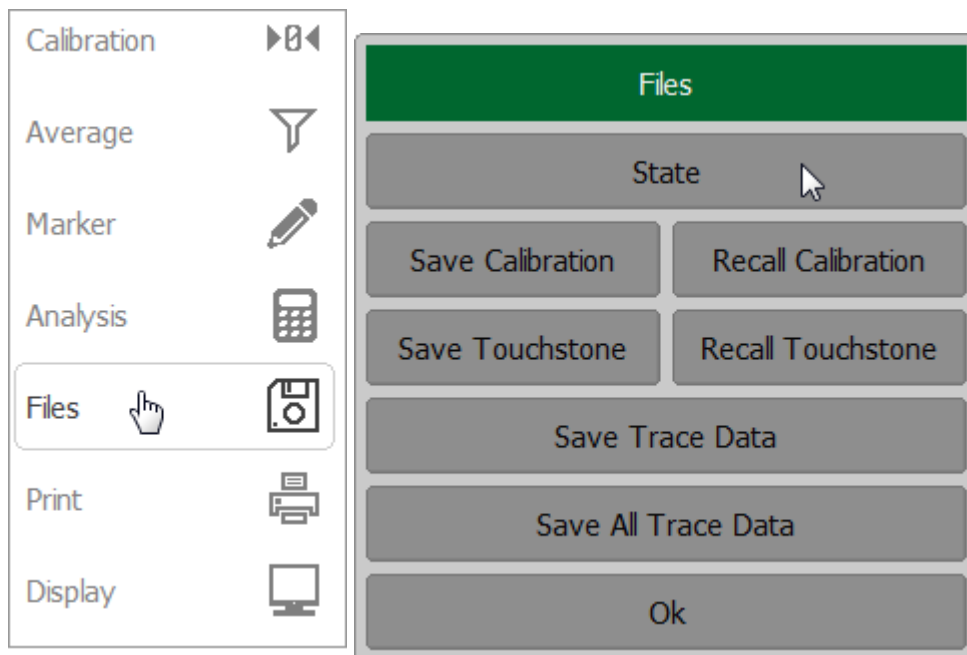 Calibration
Average
Marker
Analysis
Files
Print
Display
Files
State
Save Calibration
Recall Calibration
Save Touchstone
Recall Touchstone
Save Trace Data
Save All Trace Data
Ok